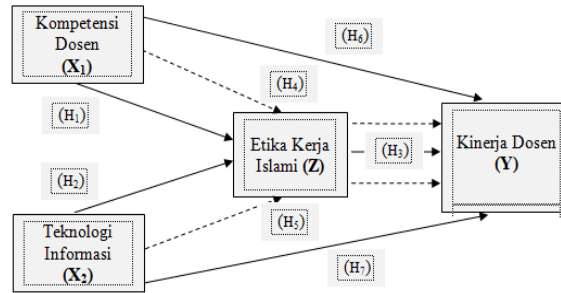 Kompetensi
Dosen
(X₁)
(H₆)
(H₄)
(H₁)
Etika Kerja
Islami (Z)
(H₃)
Kinerja Dosen
(Y)
(H₂)
(H₅)
Teknologi
Informasi
(X₂)
(H₇)